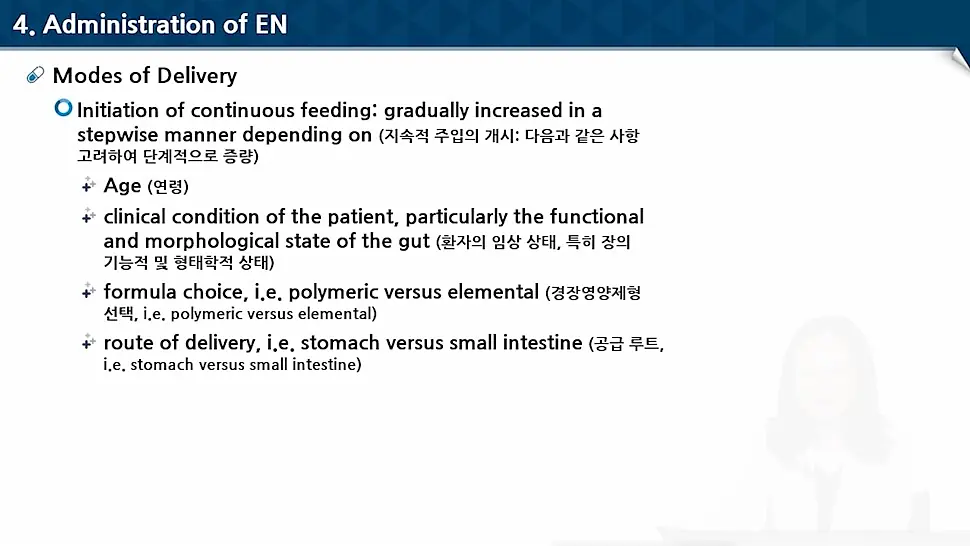 4. Administration of EN
Modes of Delivery
Initiation of continuous feeding: gradually increased in a
stepwise manner depending on (지속적 주입의 개시: 다음과 같은 사항
고려하여 단계적으로 증량)
Age (연령)
clinical condition of the patient, particularly the functional
and morphological state of the gut (환자의 임상 상태, 특히 장의
기능적 및 형태학적 상태)
formula choice, i.e. polymeric versus elemental (경장영양제형
선택, i.e. polymeric versus elemental)
route of delivery, i.e. stomach versus small intestine (공급 루트,
i.e. stomach versus small intestine)